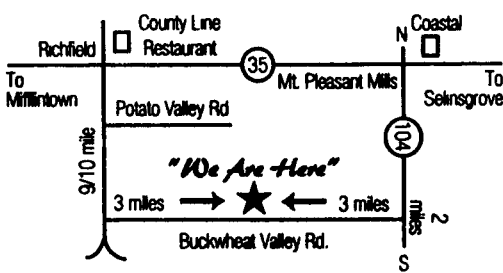 County Line
Restaurant
Richfield
N
Coastal
35
To
Mifflintown
Mt. Pleasant Mills
To
Selinsgrove
Potato Valley Rd
104
9/10 mile
"We Are Here"
3 miles
3 miles
2
miles
Buckwheat Valley Rd.
S